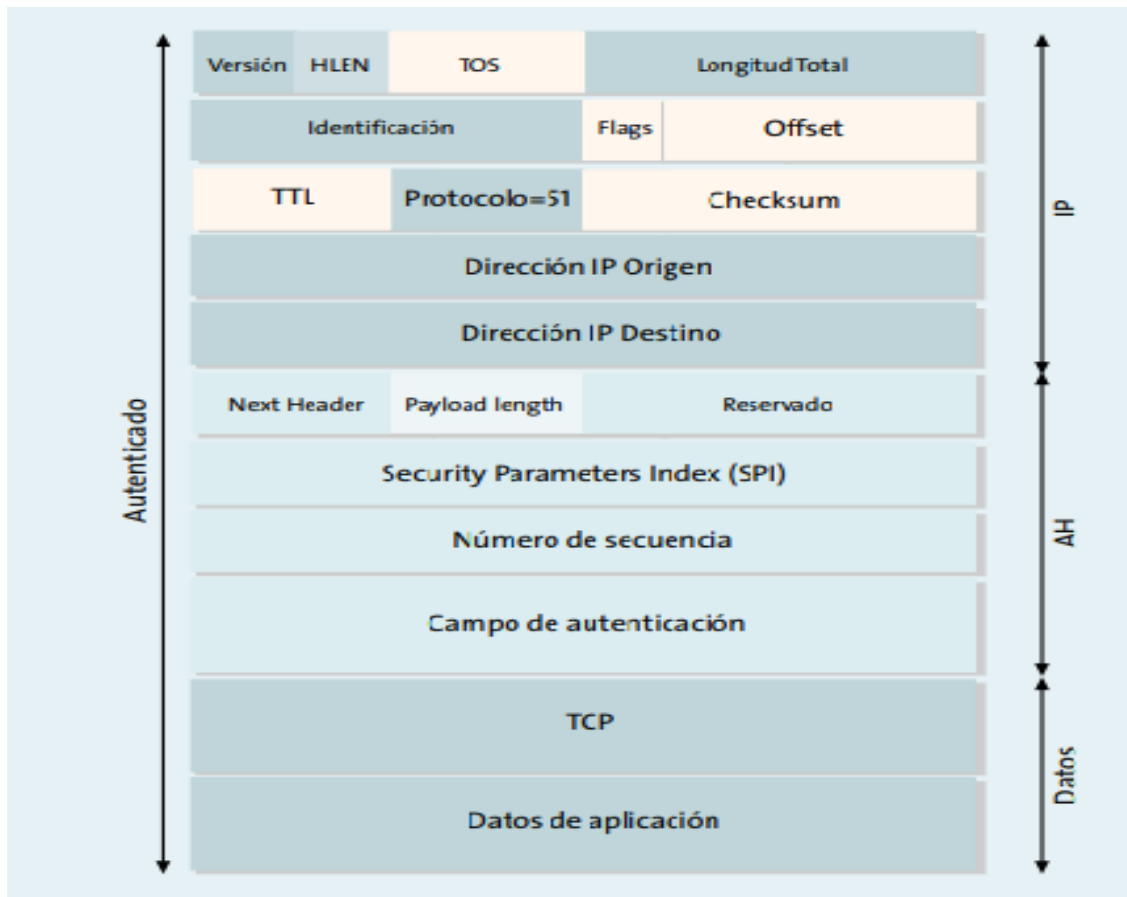 Versión HLEN TOS Longitud Total
Identificación Flags Offset
TTL Protocolo=51 Checksum
Dirección IP Origen
Dirección IP Destino
IP
Next Header Payload length Reservado
Security Parameters Index (SPI)
Número de secuencia
Campo de autenticación
AH
Autenticado
TCP
Datos de aplicación
Datos